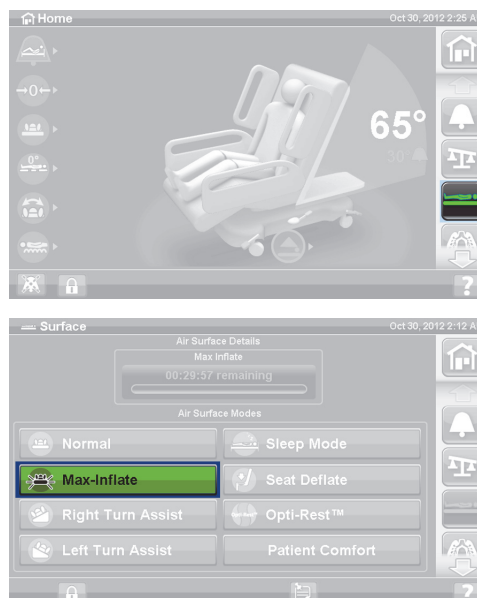 Home
Oct 30, 2012 2:25 A
→0←
0°
65°
30°
?
Surface
Oct 30, 2012 2:12 A
Air Surface Details
Max Inflate
00:29:57 remaining
Air Surface Modes
Normal
Sleep Mode
Max-Inflate
Seat Deflate
Right Turn Assist
Opti-Rest™
Left Turn Assist
Patient Comfort
?